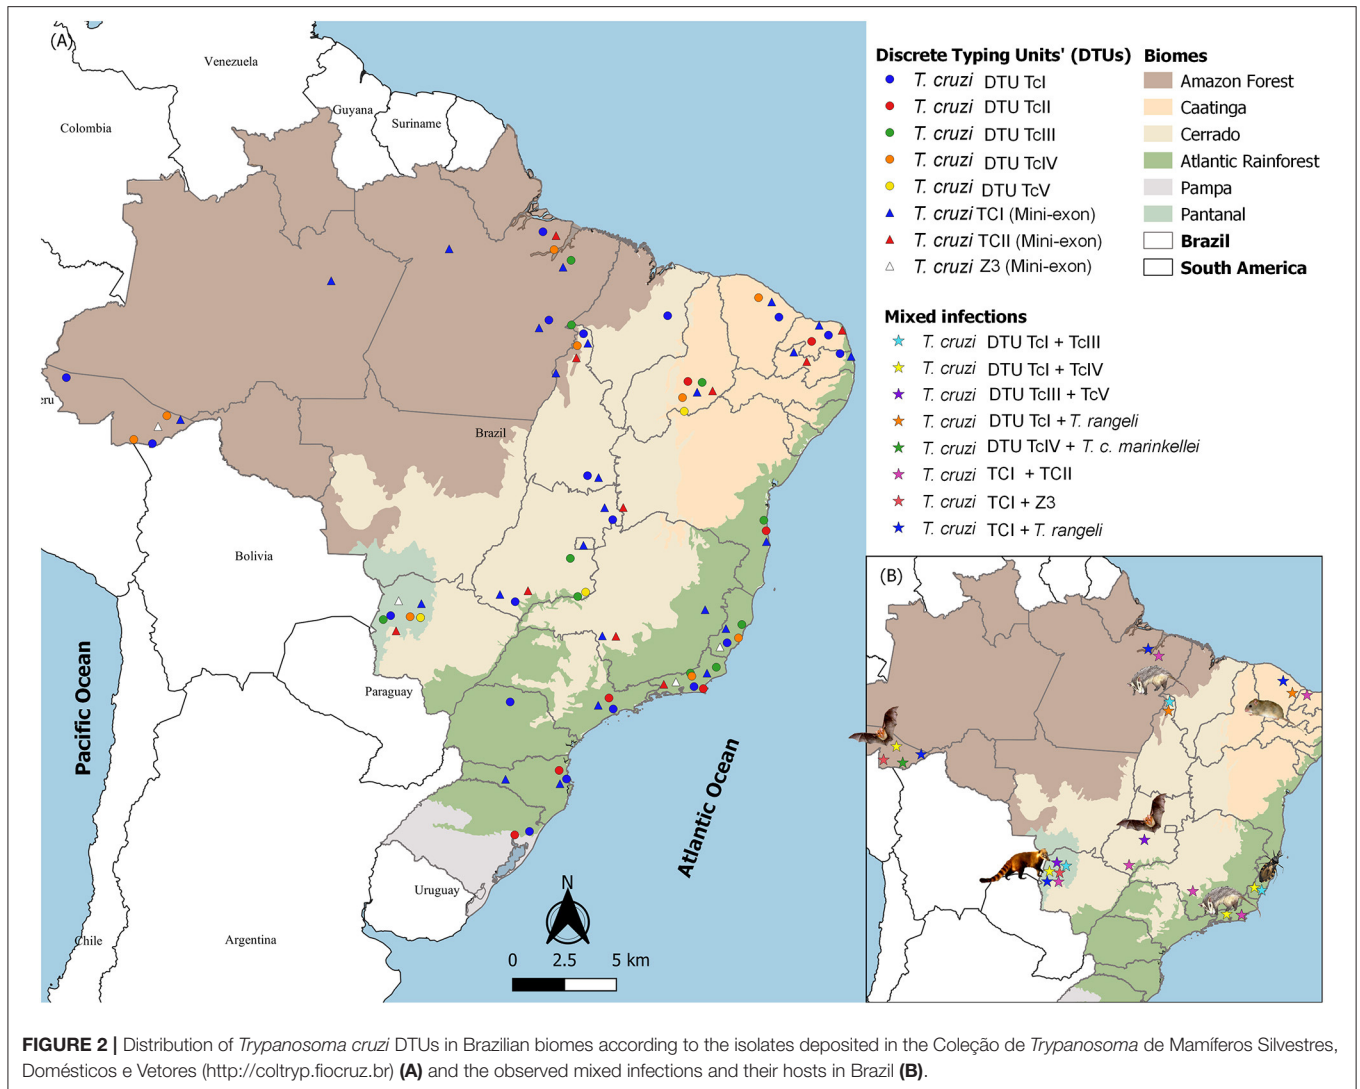 (A)
Venezuela
Guyana
Suriname
Colombia
eru
Brazil
Bolivia
Paraguay
Uruguay
Chile
Argentina
Pacific Ocean
Atlantic Ocean
N
0 2.5 5 km
Discrete Typing Units' (DTUs)
T. cruzi DTU TcI
T. cruzi DTU TcII
T. cruzi DTU TcIII
T. cruzi DTU TcIV
T. cruzi DTU TcV
T. cruzi TCI (Mini-exon)
T. cruzi TCII (Mini-exon)
T. cruzi Z3 (Mini-exon)
Biomes
Amazon Forest
Caatinga
Cerrado
Atlantic Rainforest
Pampa
Pantanal
Brazil
South America
Mixed infections
T. cruzi DTU TcI + TcIII
T. cruzi DTU TcI + TcIV
T. cruzi DTU TcIII + TcV
T. cruzi DTU TcI + T. rangeli
T. cruzi DTU TcIV + T. c. marinkellei
T. cruzi TCI + TCII
T. cruzi TCI + Z3
T. cruzi TCI + T. rangeli
(B)
FIGURE 2 | Distribution of Trypanosoma cruzi DTUs in Brazilian biomes according to the isolates deposited in the Coleção de Trypanosoma de Mamíferos Silvestres,
Domésticos e Vetores (http://coltryp.fiocruz.br) (A) and the observed mixed infections and their hosts in Brazil (B).